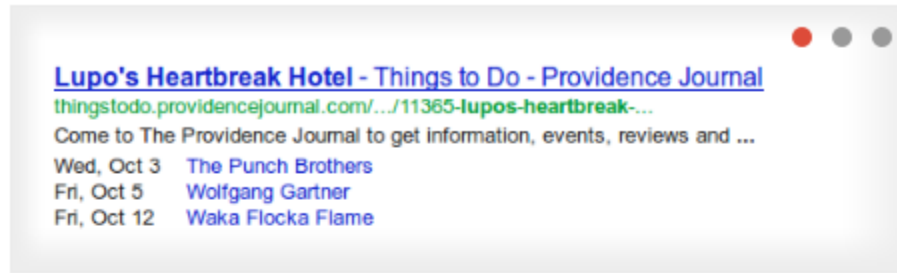 Lupo's Heartbreak Hotel - Things to Do - Providence Journal
thingstodo.providencejournal.com/.../11365-lupos-heartbreak-...
Come to The Providence Journal to get information, events, reviews and ...
Wed, Oct 3 The Punch Brothers
Fri, Oct 5 Wolfgang Gartner
Fri, Oct 12 Waka Flocka Flame